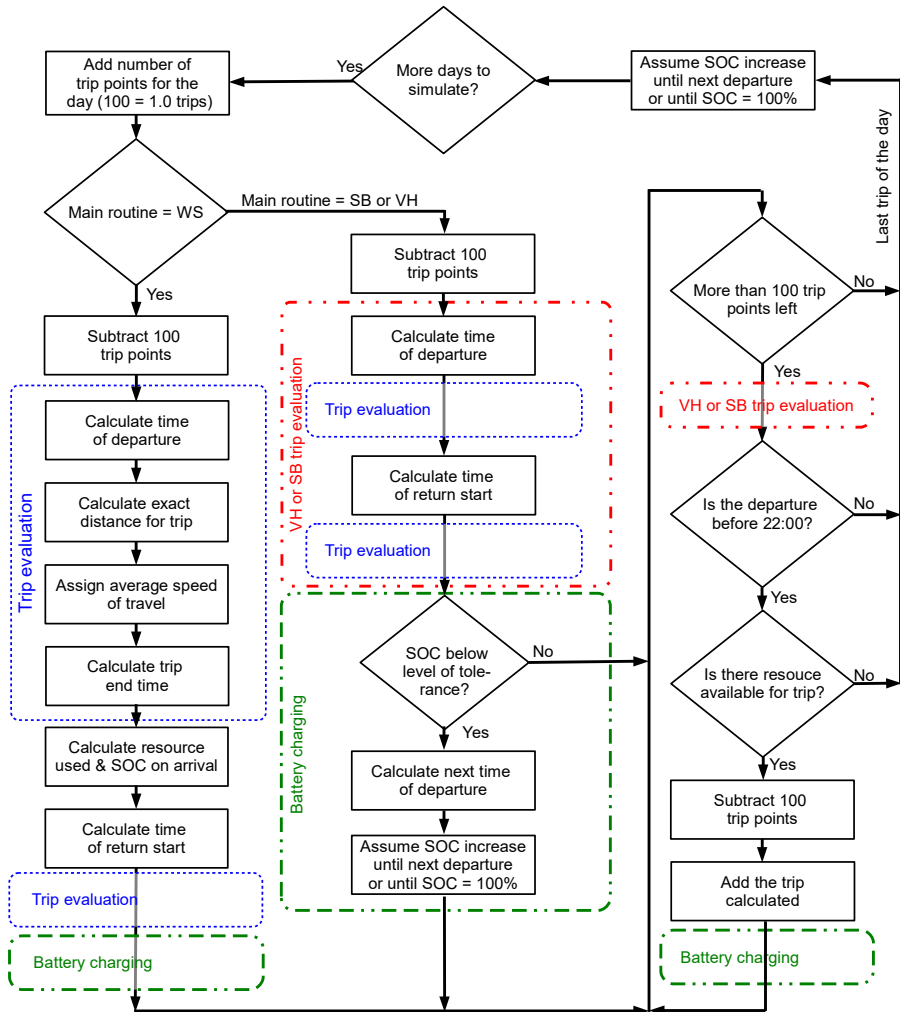 Add number of
trip points for the
day (100 = 1.0 trips)
Yes
More days to
simulate?
Assume SOC increase
until next departure
or until SOC = 100%
Last trip of the day
Main routine = WS
Main routine = SB or VH
Yes
Subtract 100
trip points
Trip evaluation
Calculate time
of departure
Calculate exact
distance for trip
Assign average speed
of travel
Calculate trip
end time
Calculate resource
used & SOC on arrival
Calculate time
of return start
Trip evaluation
Battery charging
Subtract 100
trip points
VH or SB trip evaluation
Calculate time
of departure
Trip evaluation
Calculate time
of return start
Trip evaluation
Battery charging
SOC below
level of tole-
rance?
No
Yes
Calculate next time
of departure
Assume SOC increase
until next departure
or until SOC = 100%
More than 100 trip
points left
No
Yes
VH or SB trip evaluation
Is the departure
before 22:00?
No
Yes
Is there resouce
available for trip?
No
Yes
Subtract 100
trip points
Add the trip
calculated
Battery charging